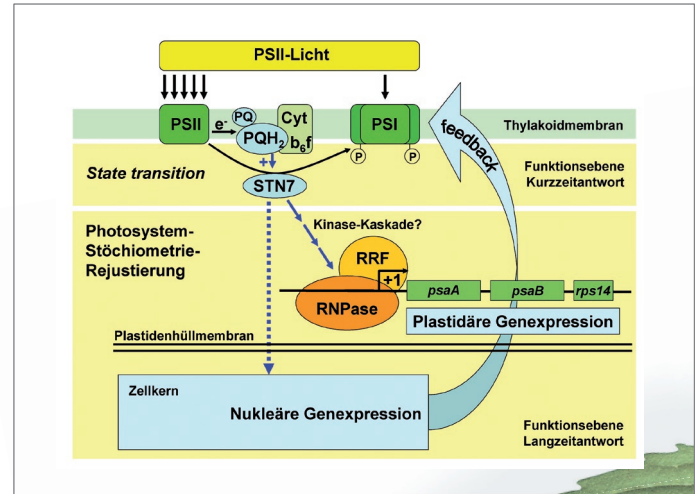 PSII-Licht
PSII
e-
PQ
PQH2
Cyt
b6f
PSI
P
P
Thylakoidmembran
+
State transition
STN7
feedback
Funktionsebene
Kurzzeitantwort
Photosystem-
Stöchiometrie-
Rejustierung
Kinase-Kaskade?
RRF
+1
RNPase
psaA
psaB
rps14
Plastidäre Genexpression
Plastidenhüllmembran
Zellkern
Nukleäre Genexpression
Funktionsebene
Langzeitantwort